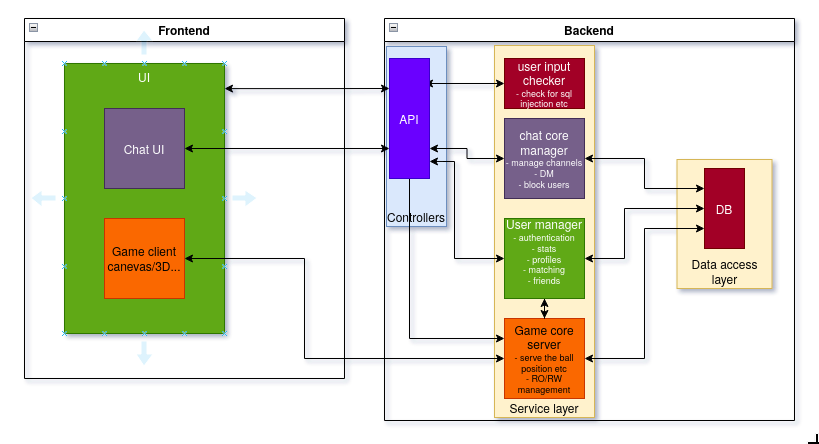 Frontend
UI
Chat UI
Game client
canevas/3D...
Backend
API
Controllers
user input
checker
- check for sql
injection etc
chat core
manager
- manage channels
- DM
- block users
User manager
- authentication
- stats
- profiles
- matching
- friends
Game core
server
- serve the ball
position etc
- RO/RW
management
Service layer
DB
Data access
layer